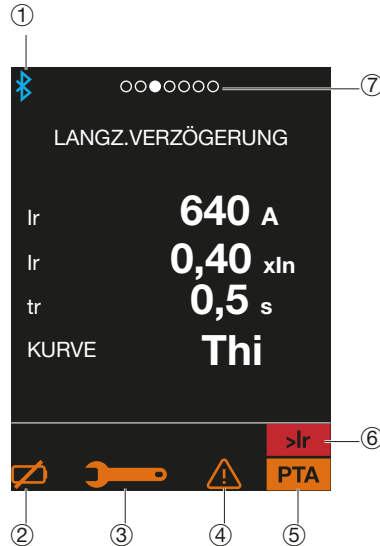 ①
⑦
LANGZ.VERZÖGERUNG
Ir 640 A
Ir 0,40 xIn
tr 0,5 s
KURVE Thi
>Ir ⑥
PTA
② ③ ④ ⑤